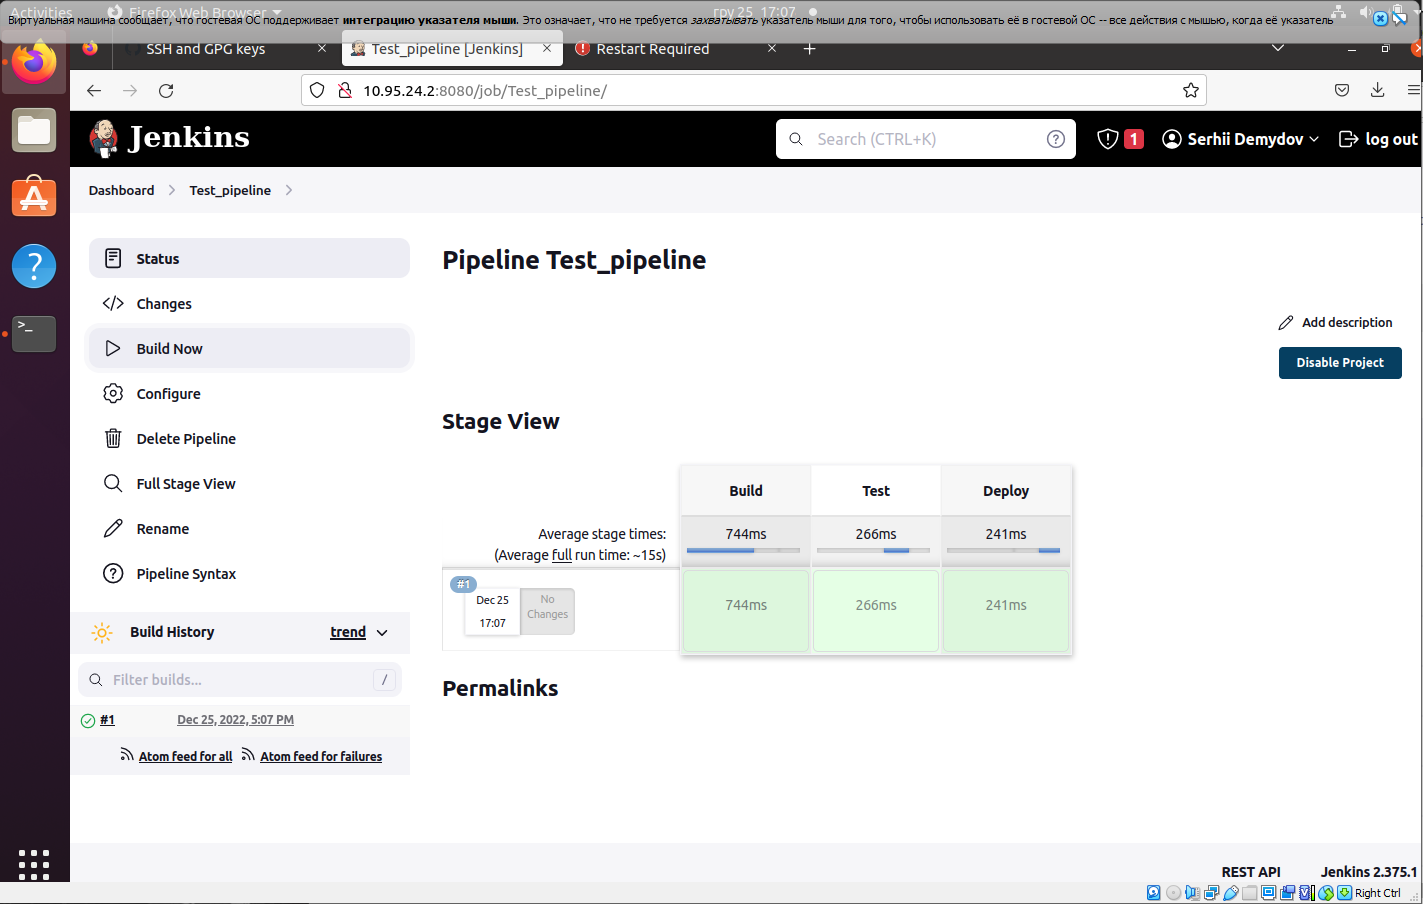 Activities
Firefox Web Browser
гру 25 17:07
Виртуальная машина сообщает, что гостевая ОС поддерживает интеграцию указателя мыши. Это означает, что не требуется захватывать указатель мыши для того, чтобы использовать её в гостевой ОС -- все действия с мышью, когда её указатель
SSH and GPG keys
Test_pipeline [Jenkins]
Restart Required
10.95.24.2:8080/job/Test_pipeline/
Jenkins
Search (CTRL+K)
1
Serhii Demydov
log out
Dashboard
Test_pipeline
Status
Changes
Build Now
Configure
Delete Pipeline
Full Stage View
Rename
Pipeline Syntax
Build History
trend
Filter builds...
/
#1
Dec 25, 2022, 5:07 PM
Atom feed for all
Atom feed for failures
Pipeline Test_pipeline
Add description
Disable Project
Stage View
Build
Test
Deploy
Average stage times:
(Average full run time: ~15s)
744ms
266ms
241ms
#1
Dec 25
17:07
No
Changes
744ms
266ms
241ms
Permalinks
REST API
Jenkins 2.375.1
Right Ctrl